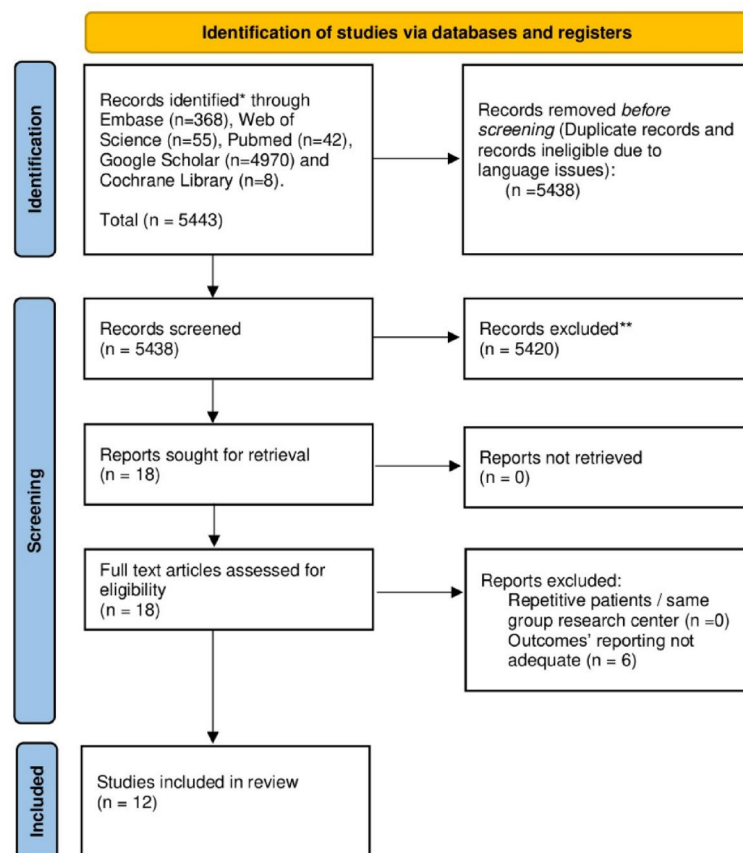 Identification of studies via databases and registers
Identification
Records identified* through
Embase (n=368), Web of
Science (n=55), Pubmed (n=42),
Google Scholar (n=4970) and
Cochrane Library (n=8).
Total (n = 5443)
Records removed before
screening (Duplicate records and
records ineligible due to
language issues):
(n =5438)
Screening
Records screened
(n = 5438)
Records excluded**
(n = 5420)
Reports sought for retrieval
(n = 18)
Reports not retrieved
(n = 0)
Full text articles assessed for
eligibility
(n = 18)
Reports excluded:
Repetitive patients / same
group research center (n =0)
Outcomes' reporting not
adequate (n = 6)
Included
Studies included in review
(n = 12)